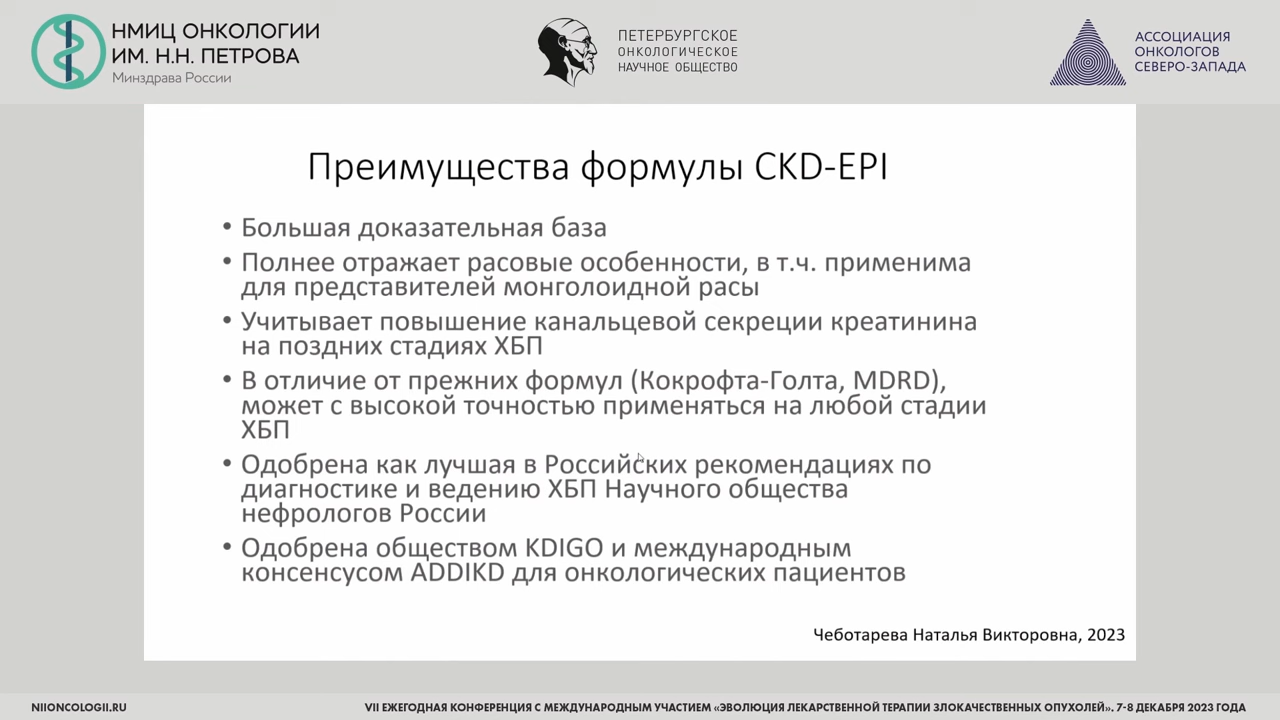 НМИЦ ОНКОЛОГИИ
ИМ. Н.Н. ПЕТРОВА
Минздрава России
ПЕТЕРБУРГСКОЕ
ОНКОЛОГИЧЕСКОЕ
НАУЧНОЕ ОБЩЕСТВО
АССОЦИАЦИЯ
ОНКОЛОГОВ
СЕВЕРО-ЗАПАДА
Преимущества формулы CKD-EPI
• Большая доказательная база
• Полнее отражает расовые особенности, в т.ч. применима
для представителей монголоидной расы
• Учитывает повышение канальцевой секреции креатинина
на поздних стадиях ХБП
• В отличие от прежних формул (Кокрофта-Голта, MDRD),
может с высокой точностью применяться на любой стадии
ХБП
• Одобрена как лучшая в Российских рекомендациях по
диагностике и ведению ХБП Научного общества
нефрологов России
• Одобрена обществом KDIGO и международным
консенсусом ADDIKD для онкологических пациентов
Чеботарева Наталья Викторовна, 2023
NIIONCOLOGII.RU
VII ЕЖЕГОДНАЯ КОНФЕРЕНЦИЯ С МЕЖДУНАРОДНЫМ УЧАСТИЕМ «ЭВОЛЮЦИЯ ЛЕКАРСТВЕННОЙ ТЕРАПИИ ЗЛОКАЧЕСТВЕННЫХ ОПУХОЛЕЙ». 7-8 ДЕКАБРЯ 2023 ГОДА